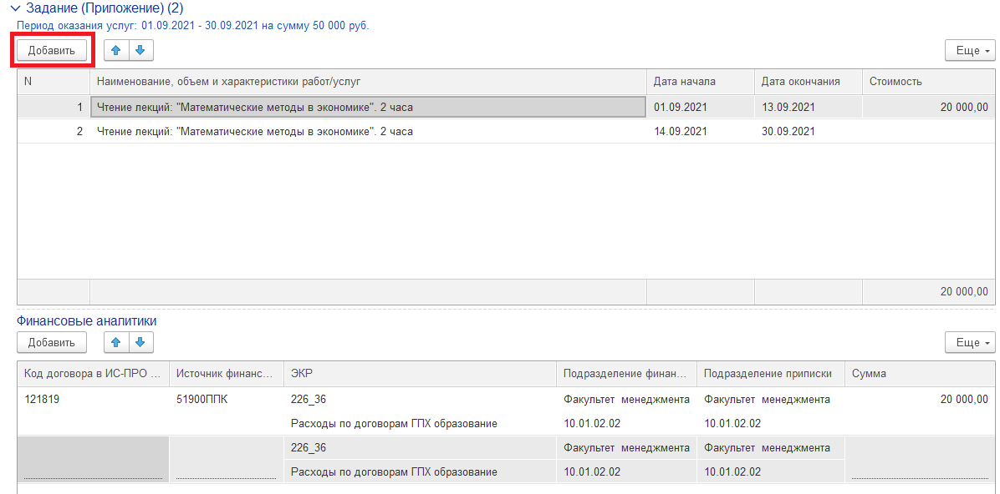 Задание (Приложение) (2)
Период оказания услуг: 01.09.2021 - 30.09.2021 на сумму 50 000 руб.
Добавить Еще
N Наименование, объем и характеристики работ/услуг Дата начала Дата окончания Стоимость
1 Чтение лекций: "Математические методы в экономике". 2 часа 01.09.2021 13.09.2021 20 000,00
2 Чтение лекций: "Математические методы в экономике". 2 часа 14.09.2021 30.09.2021
20 000,00
Финансовые аналитики
Добавить Еще
Код договора в ИС-ПРО ... Источник финанс... ЭКР Подразделение финан... Подразделение приписки Сумма
121819 51900ППК 226_36 Факультет менеджмента Факультет менеджмента 20 000,00
Расходы по договорам ГПХ образование 10.01.02.02 10.01.02.02
226_36 Факультет менеджмента Факультет менеджмента
Расходы по договорам ГПХ образование 10.01.02.02 10.01.02.02